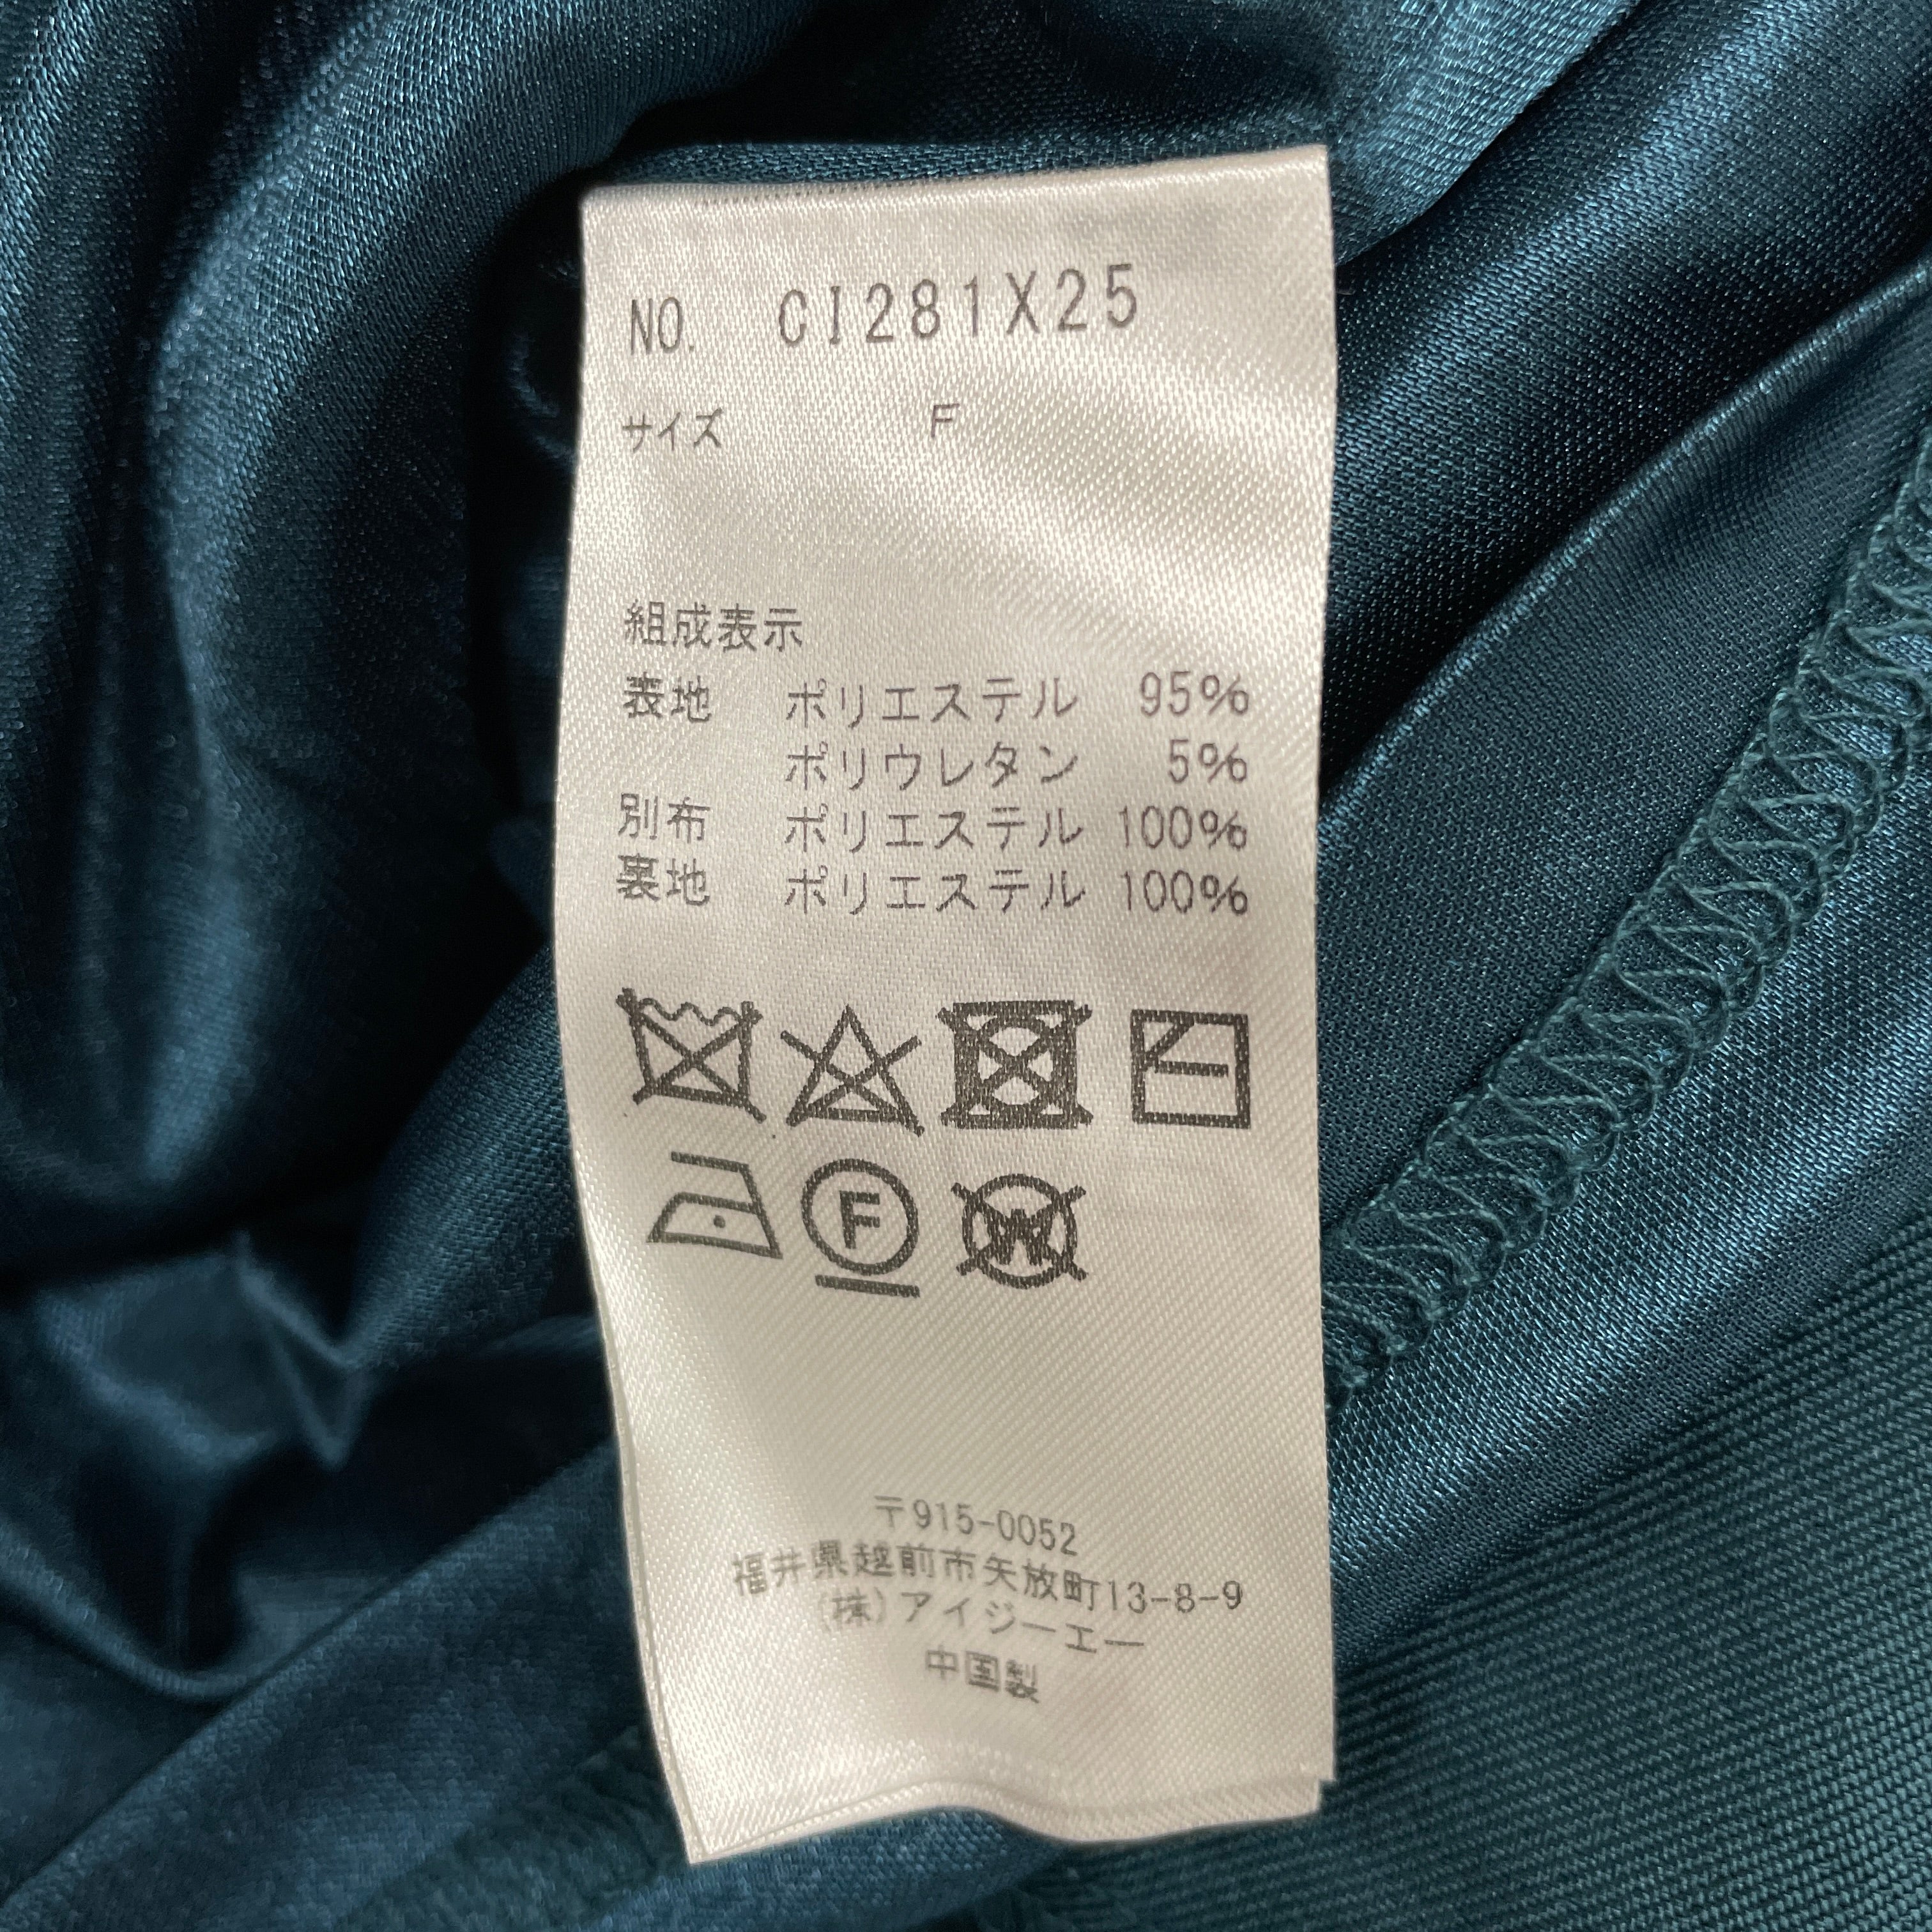 NO. CI281X25
サイズ F
組成表示
表地 ポリエステル 95%
ポリウレタン 5%
別布 ポリエステル 100%
裏地 ポリエステル 100%
F
W
〒915-0052
福井県越前市矢放町13-8-9
(株)アイジーエー
中国製